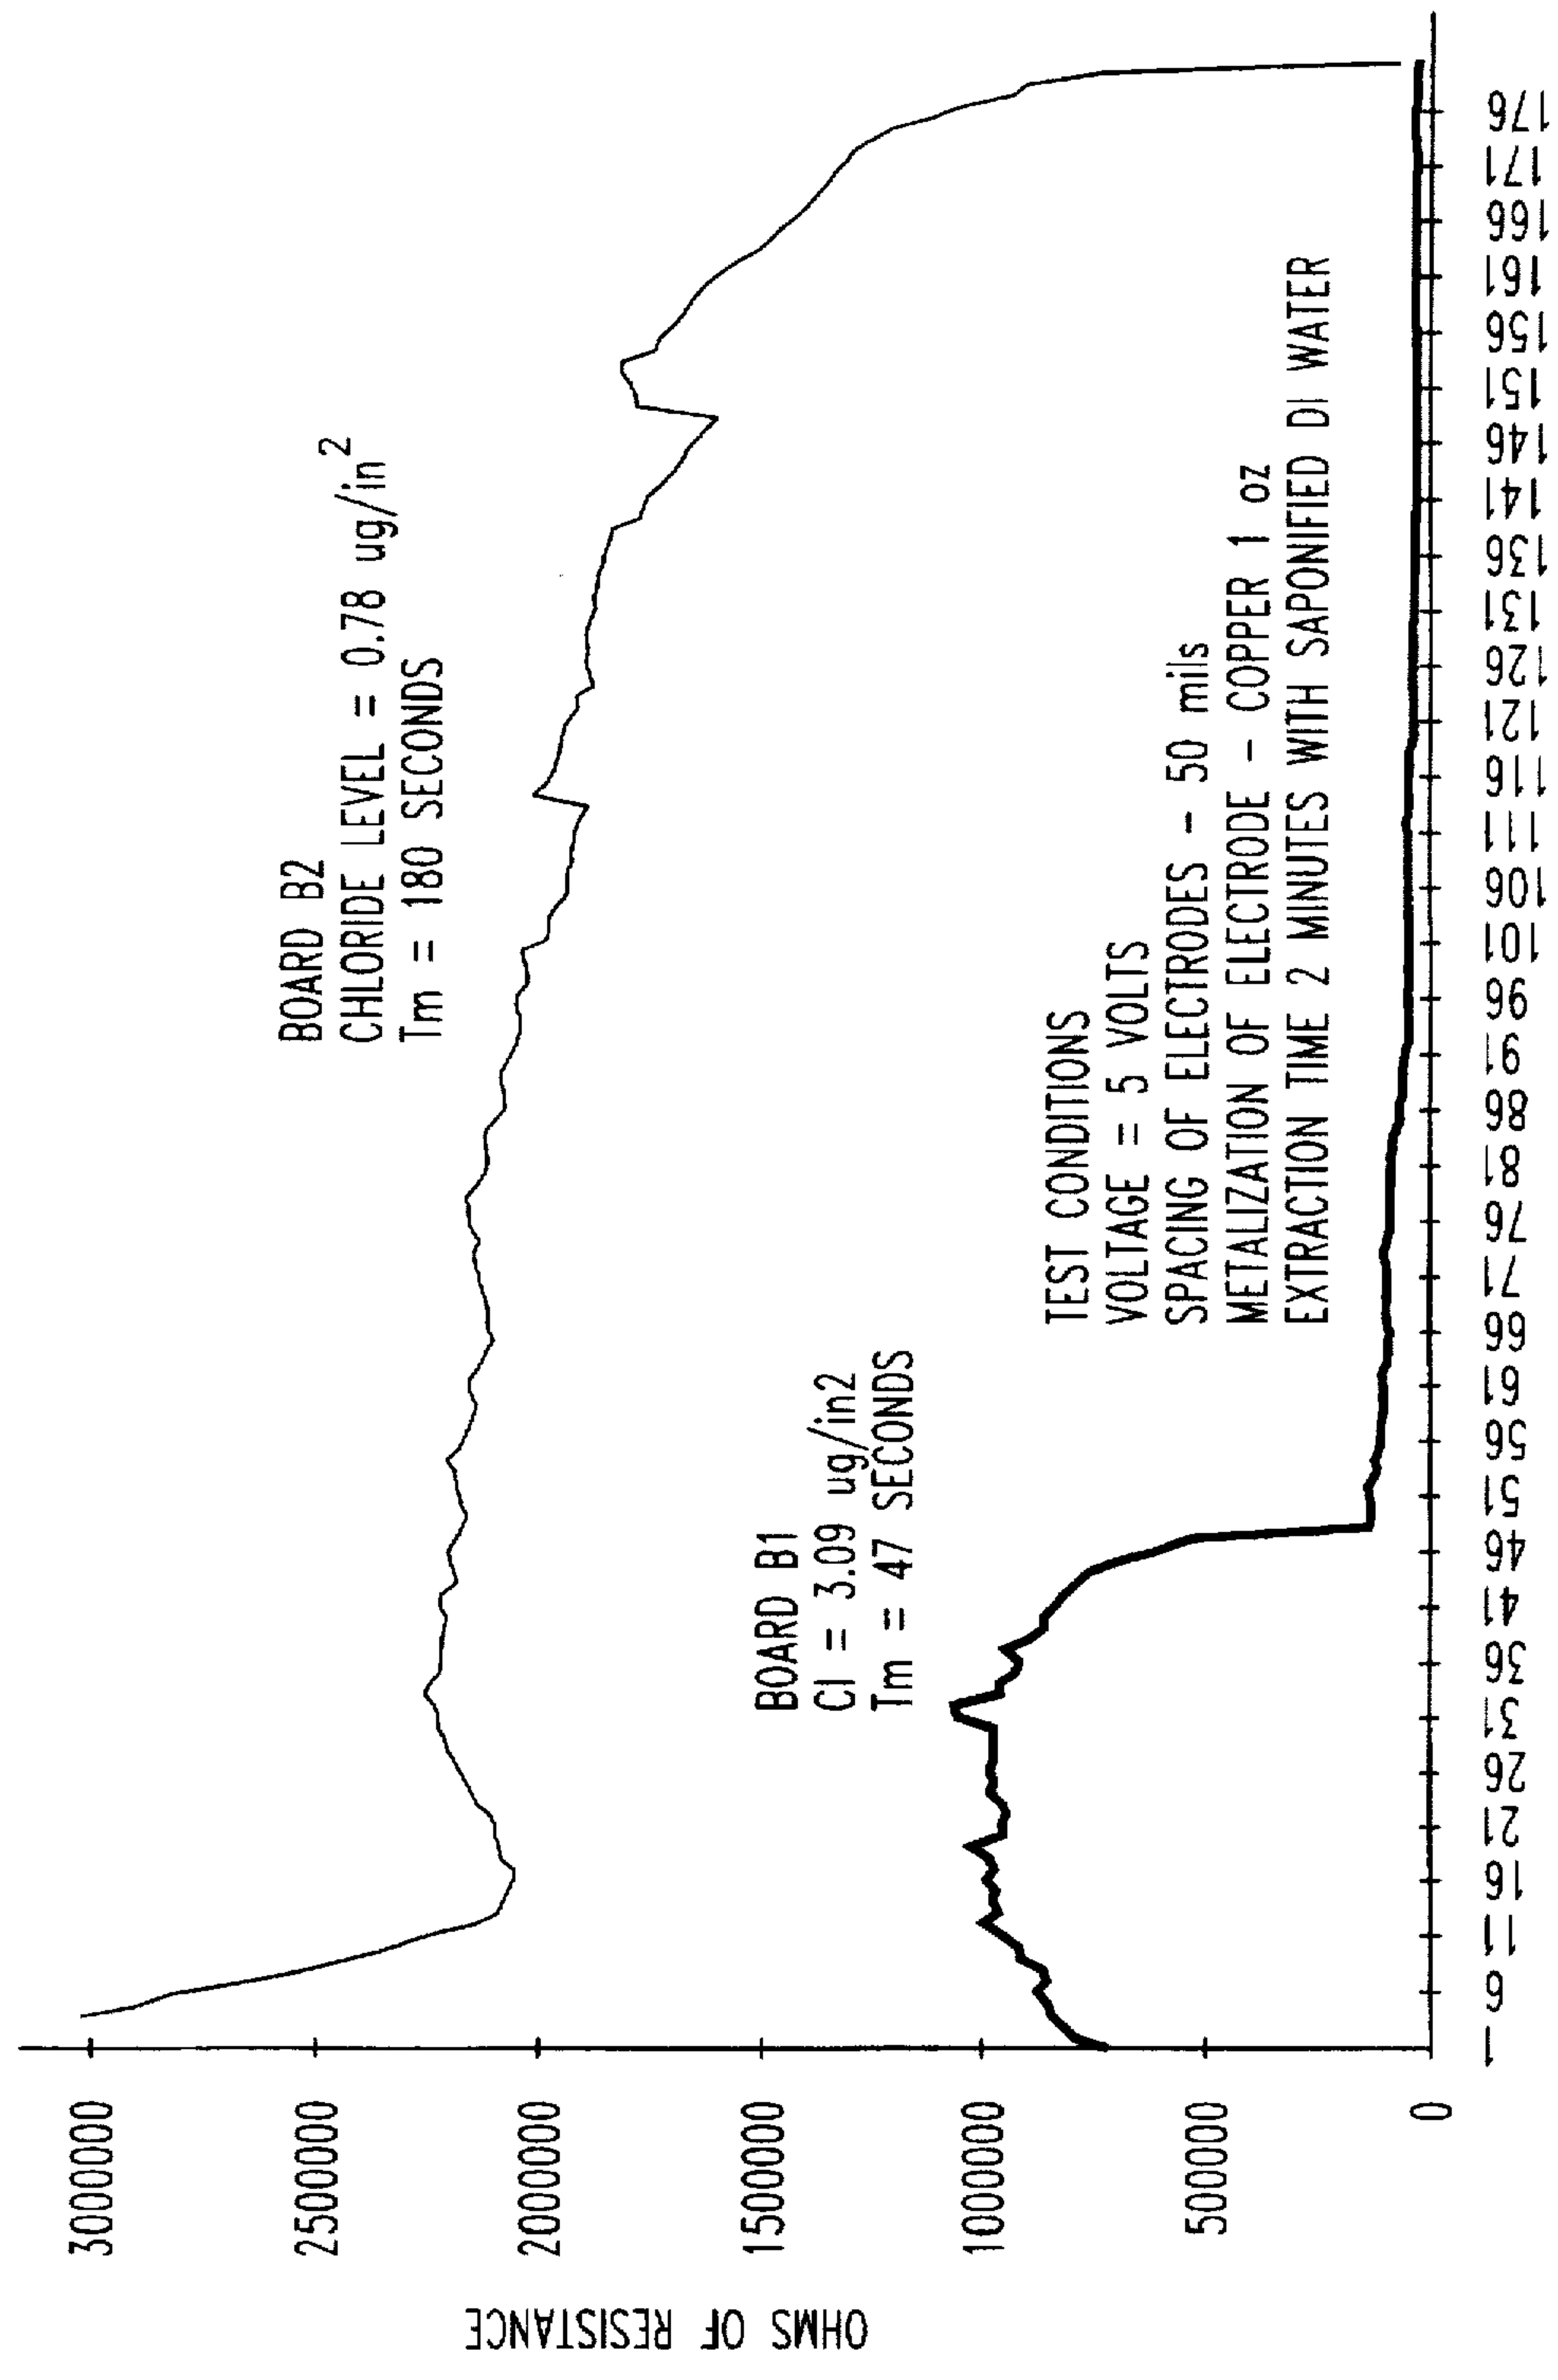 OHMS OF RESISTANCE
3000000
2500000
2000000
1500000
1000000
500000
0
BOARD B2
CHLORIDE LEVEL = 0.78 ug/in2
Tm = 180 SECONDS
BOARD B1
Cl = 3.09 ug/in2
Tm = 47 SECONDS
TEST CONDITIONS
VOLTAGE = 5 VOLTS
SPACING OF ELECTRODES - 50 mils
METALIZATION OF ELECTRODE - COPPER 1 oz
EXTRACTION TIME 2 MINUTES WITH SAPONIFIED DI WATER
1 6 11 16 21 26 31 36 41 46 51 56 61 66 71 76 81 86 91 96 101 106 111 116 121 126 131 136 141 146 151 156 161 166 171 176